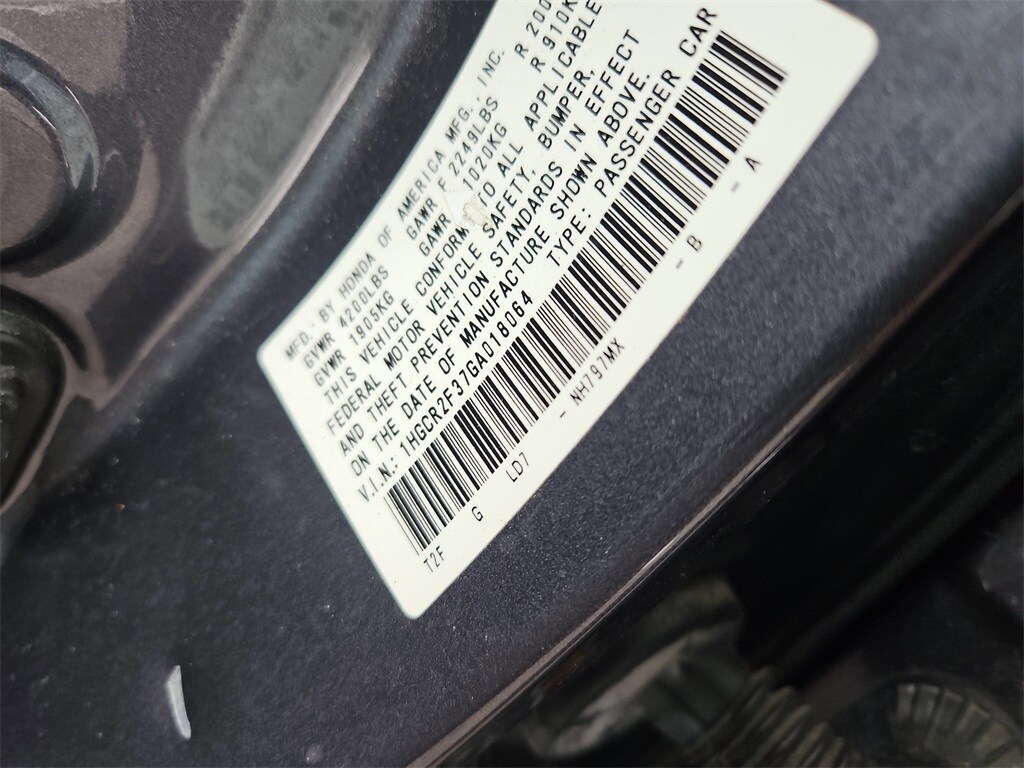 MFD. BY HONDA OF AMERICA MFG., INC.
GVWR 4200LBS GAWR F 2249LBS R 200
GVWR 1905KG GAWR 1020KG R 910K
THIS VEHICLE CONFORM TO ALL APPLICABLE
FEDERAL MOTOR VEHICLE SAFETY, BUMPER,
AND THEFT PREVENTION STANDARDS IN EFFECT
ON THE DATE OF MANUFACTURE SHOWN ABOVE.
V.I.N.: 1HGCR2F37GA018064 TYPE: PASSENGER CAR
T2F G LD7 - NH797MX - B - A